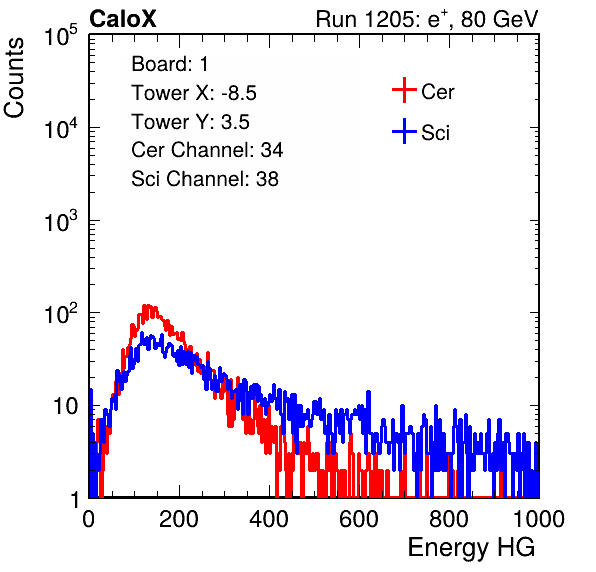 CaloX Run 1205: e⁺, 80 GeV
Counts
Board: 1
Tower X: -8.5
Tower Y: 3.5
Cer Channel: 34
Sci Channel: 38
Cer
Sci
10⁵
10⁴
10³
10²
10
1
0 200 400 600 800 1000
Energy HG